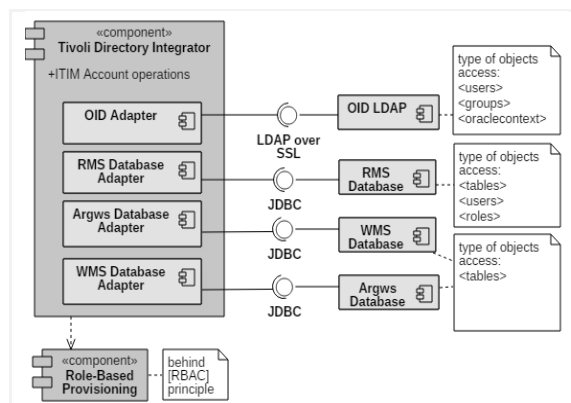 «component»
Tivoli Directory Integrator
+ITIM Account operations
OID Adapter
LDAP over
SSL
OID LDAP
type of objects
access:
<users>
<groups>
<oraclecontext>
RMS Database
Adapter
JDBC
RMS
Database
type of objects
access:
<tables>
<users>
<roles>
Argws Database
Adapter
JDBC
WMS
Database
type of objects
access:
<tables>
WMS Database
Adapter
JDBC
Argws
Database
«component»
Role-Based
Provisioning
behind
[RBAC]
principle